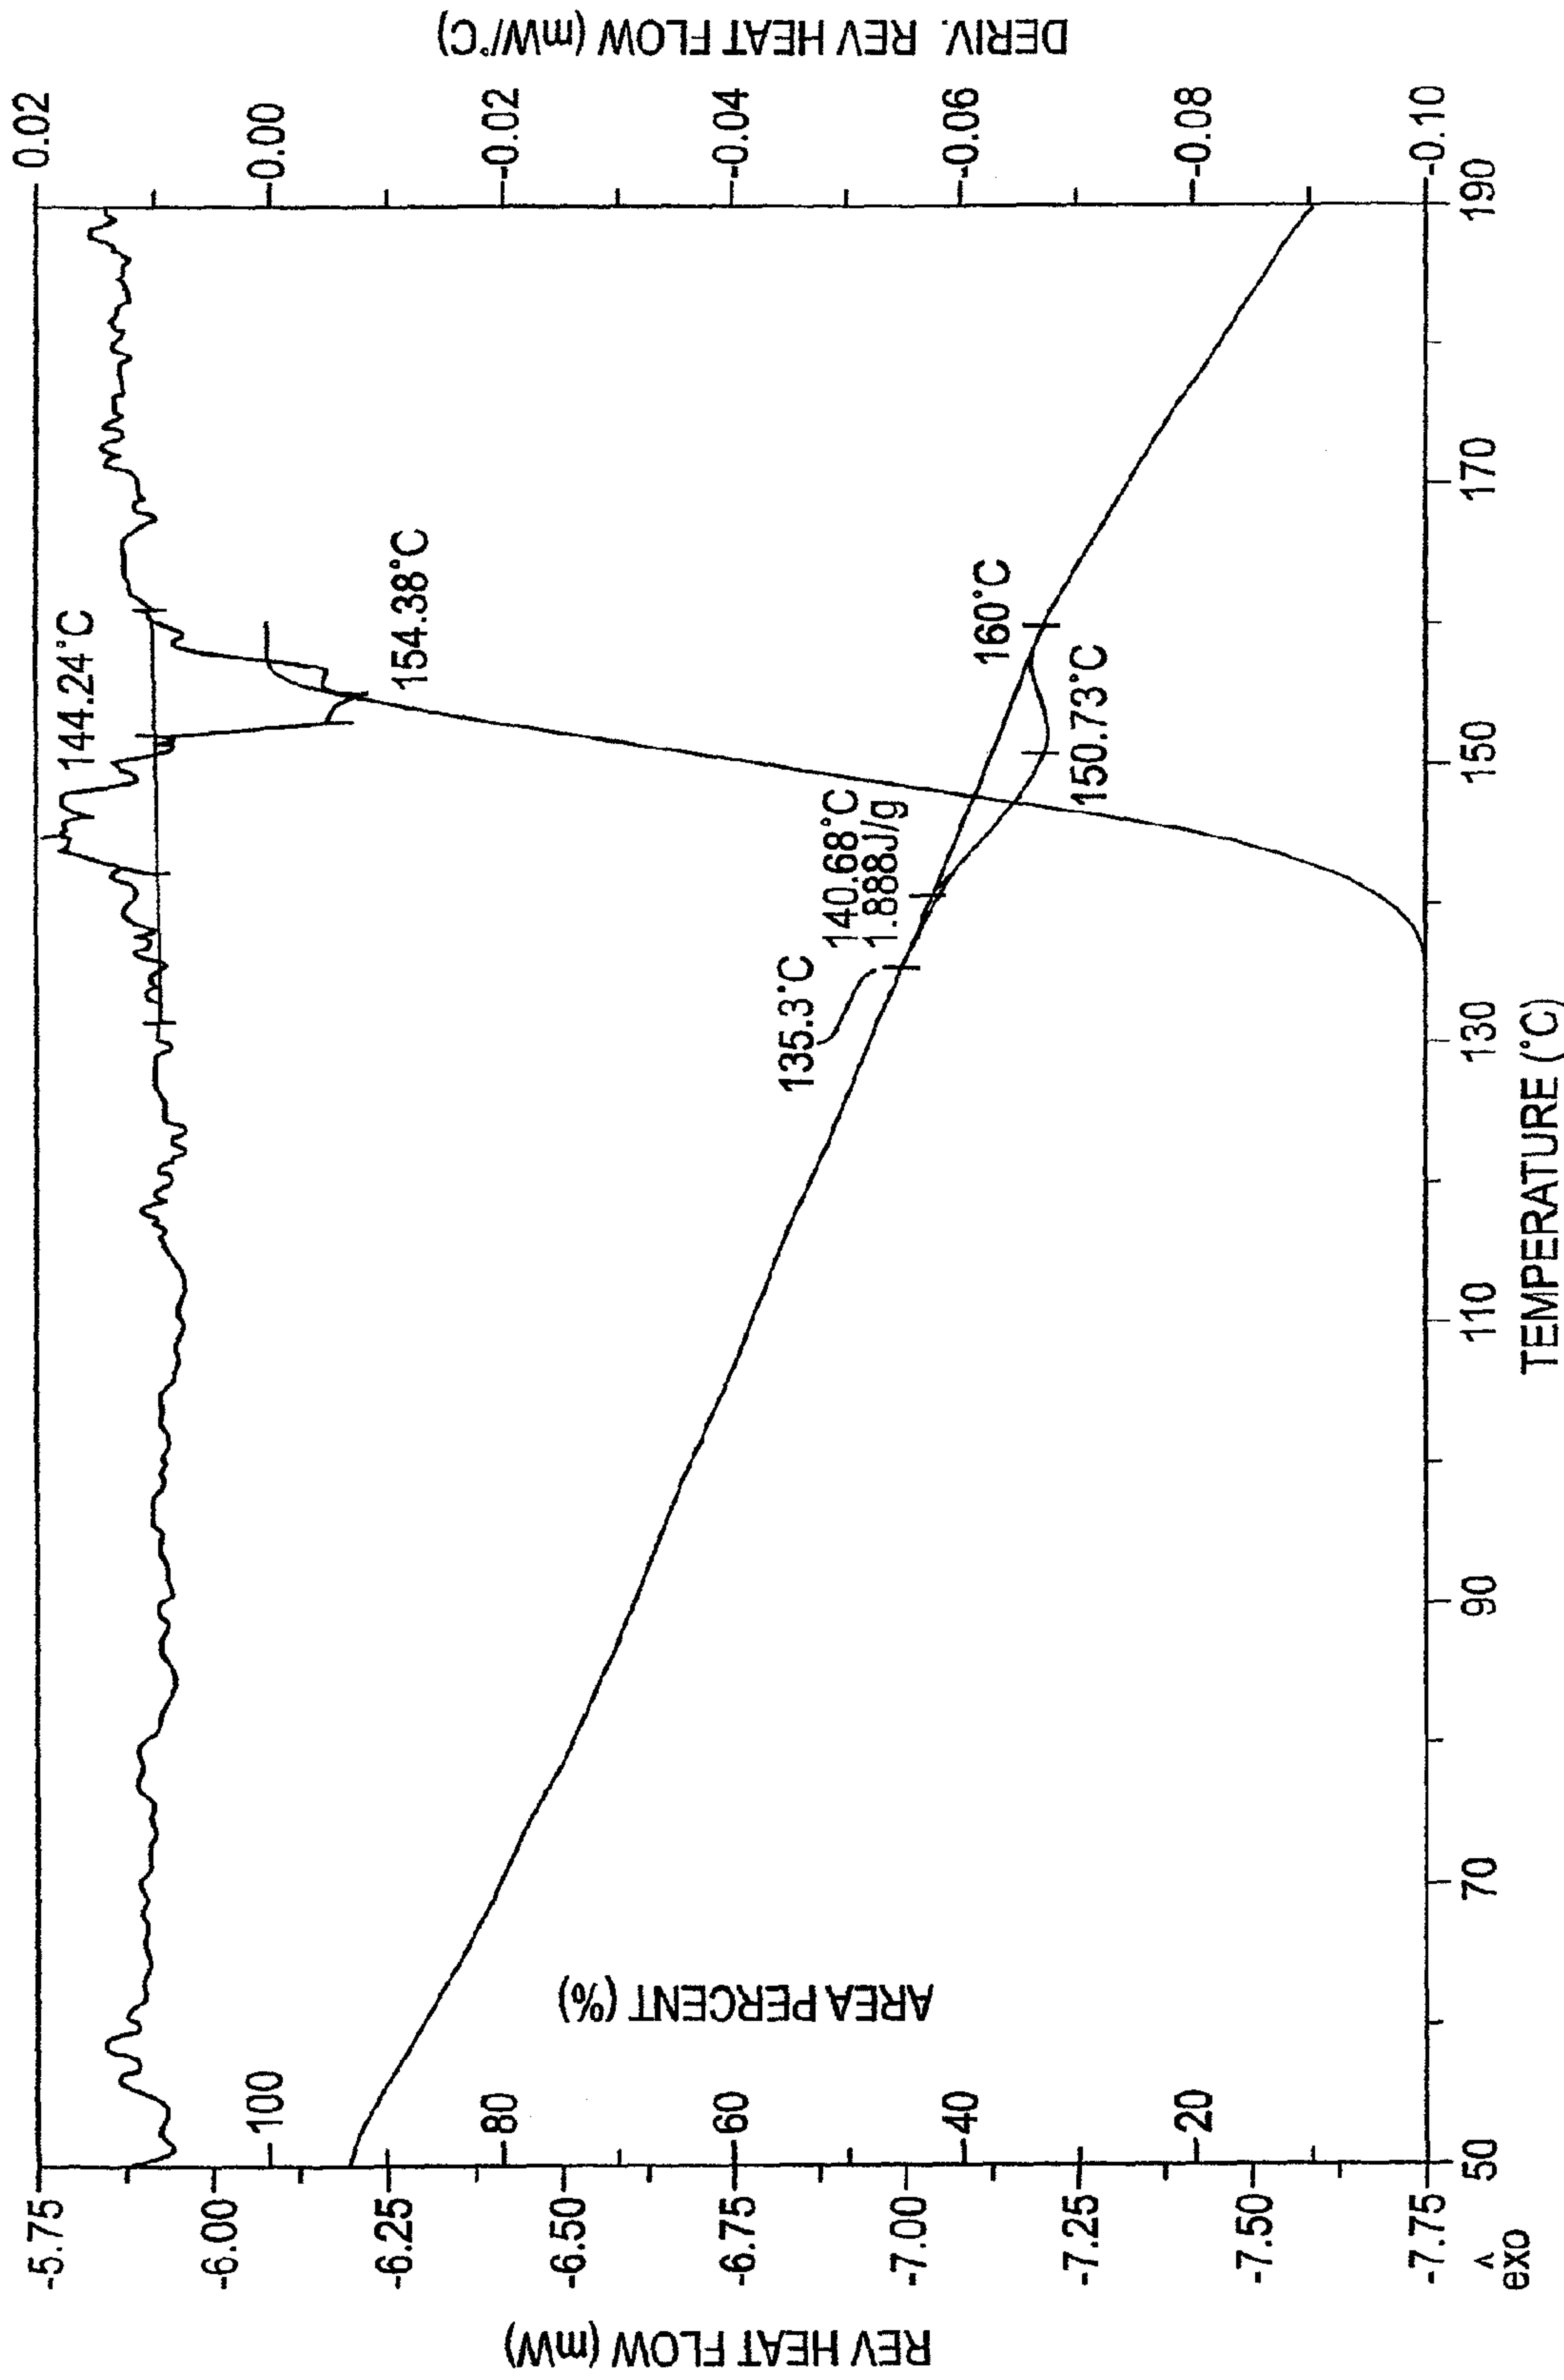 REV HEAT FLOW (mW)
-5.75
-6.00
-6.25
-6.50
-6.75
-7.00
-7.25
-7.50
-7.75
^
exo
100
80
60
40
20
AREA PERCENT (%)
144.24°C
154.38°C
135.3°C
140.68°C
1.888J/g
160°C
150.73°C
50
70
90
110
130
150
170
190
TEMPERATURE (°C)
0.02
0.00
-0.02
-0.04
-0.06
-0.08
-0.10
DERIV. REV HEAT FLOW (mW/°C)